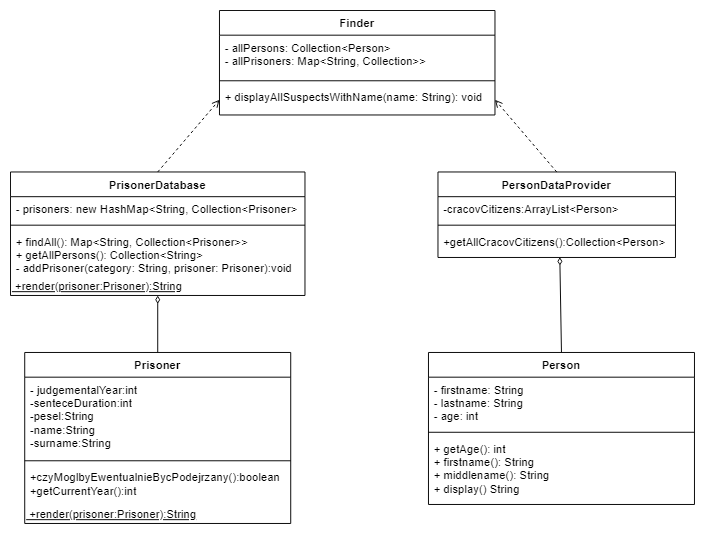 Finder
- allPersons: Collection<Person>
- allPrisoners: Map<String, Collection>>
+ displayAllSuspectsWithName(name: String): void
PrisonerDatabase
- prisoners: new HashMap<String, Collection<Prisoner>
+ findAll(): Map<String, Collection<Prisoner>>
+ getAllPersons(): Collection<String>
- addPrisoner(category: String, prisoner: Prisoner):void
+render(prisoner:Prisoner):String
PersonDataProvider
-cracovCitizens:ArrayList<Person>
+getAllCracovCitizens():Collection<Person>
Prisoner
- judgementalYear:int
-senteceDuration:int
-pesel:String
-name:String
-surname:String
+czyMoglbyEwentualnieBycPodejrzany():boolean
+getCurrentYear():int
+render(prisoner:Prisoner):String
Person
- firstname: String
- lastname: String
- age: int
+ getAge(): int
+ firstname(): String
+ middlename(): String
+ display() String